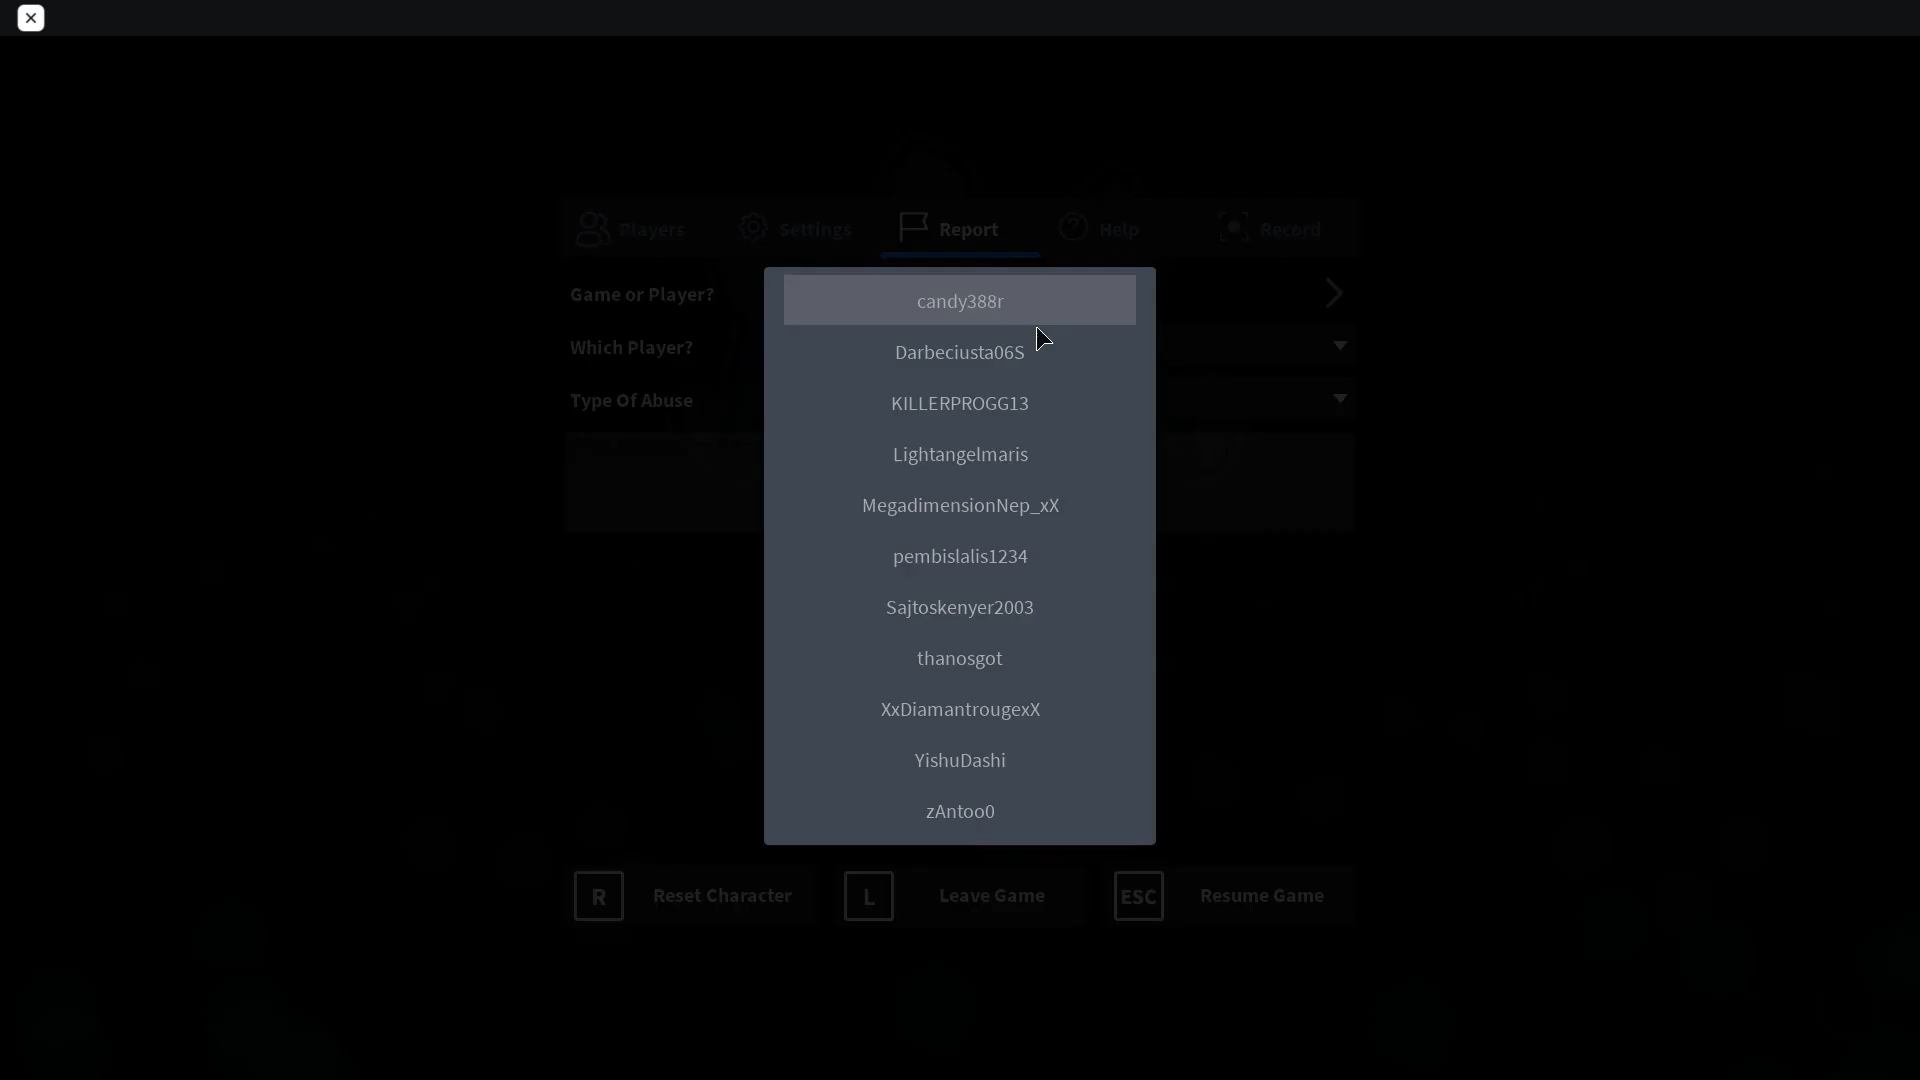 Players
Settings
Report
Help
Record
Game or Player?
Which Player?
Type Of Abuse
candy388r
Darbeciusta06S
KILLERPROGG13
Lightangelmaris
MegadimensionNep_xX
pembislalis1234
Sajtoskenyer2003
thanosgot
XxDiamantrougexX
YishuDashi
zAntoo0
R Reset Character
L Leave Game
ESC Resume Game